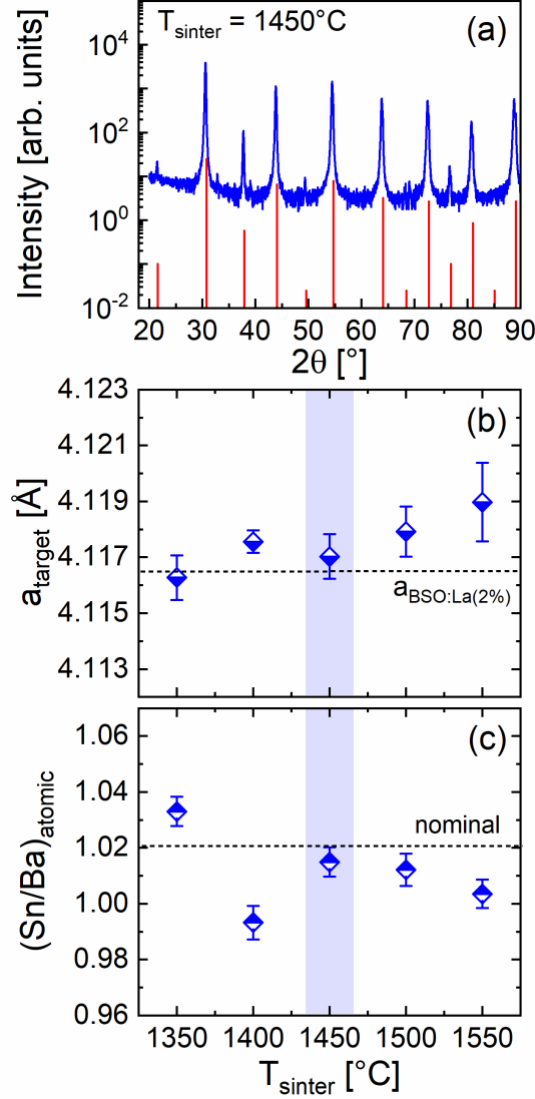 T_sinter = 1450°C (a)
Intensity [arb. units]
10^4
10^2
10^0
10^-2
20 30 40 50 60 70 80 90
2θ [°]
(b)
a_target [Å]
4.123
4.121
4.119
4.117
4.115
4.113
a_BSO:La(2%)
(c)
(Sn/Ba)_atomic
1.06
1.04
1.02
1.00
0.98
0.96
nominal
1350 1400 1450 1500 1550
T_sinter [°C]